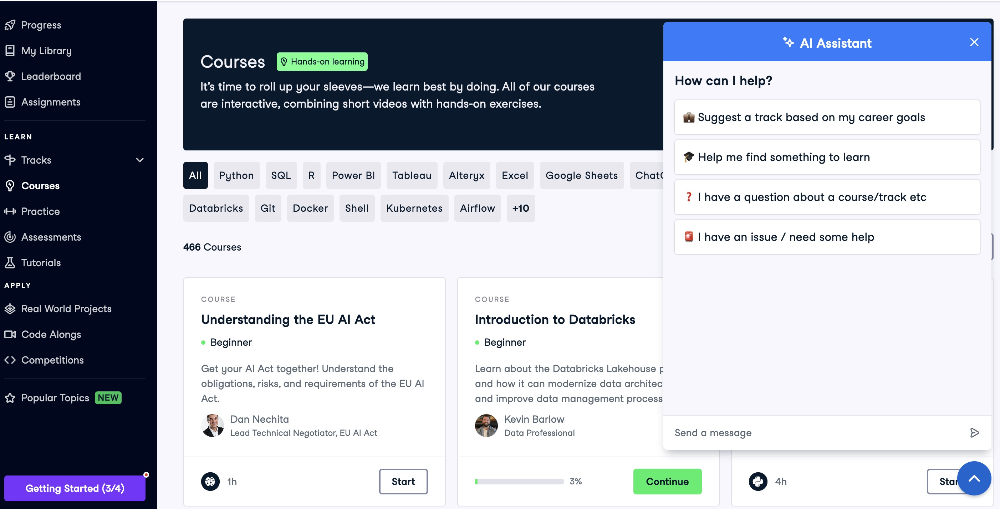 Progress
My Library
Leaderboard
Assignments
LEARN
Tracks
Courses
Practice
Assessments
Tutorials
APPLY
Real World Projects
Code Alongs
Competitions
Popular Topics NEW
Getting Started (3/4)
Courses Hands-on learning
It’s time to roll up your sleeves—we learn best by doing. All of our courses
are interactive, combining short videos with hands-on exercises.
All Python SQL R Power BI Tableau Alteryx Excel Google Sheets
Databricks Git Docker Shell Kubernetes Airflow +10
466 Courses
COURSE
Understanding the EU AI Act
Beginner
Get your AI Act together! Understand the
obligations, risks, and requirements of the EU AI
Act.
Dan Nechita
Lead Technical Negotiator, EU AI Act
1h Start
COURSE
Introduction to Databricks
Beginner
Learn about the Databricks Lakehouse
and how it can modernize data
and improve data management
Kevin Barlow
Data Professional
3% Continue
4h
AI Assistant
How can I help?
Suggest a track based on my career goals
Help me find something to learn
❓ I have a question about a course/track etc
I have an issue / need some help
Send a message